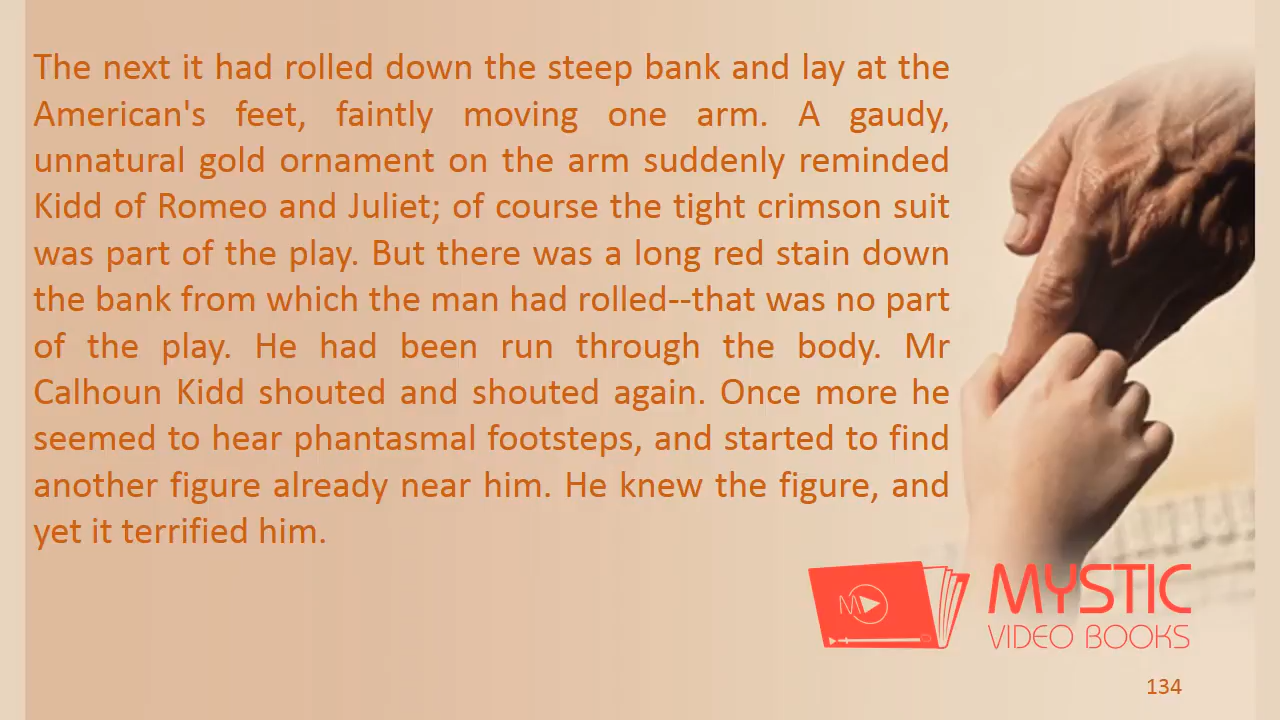 The next it had rolled down the steep bank and lay at the
American's feet, faintly moving one arm. A gaudy,
unnatural gold ornament on the arm suddenly reminded
Kidd of Romeo and Juliet; of course the tight crimson suit
was part of the play. But there was a long red stain down
the bank from which the man had rolled--that was no part
of the play. He had been run through the body. Mr
Calhoun Kidd shouted and shouted again. Once more he
seemed to hear phantasmal footsteps, and started to find
another figure already near him. He knew the figure, and
yet it terrified him.
M
MYSTIC
VIDEO BOOKS
134